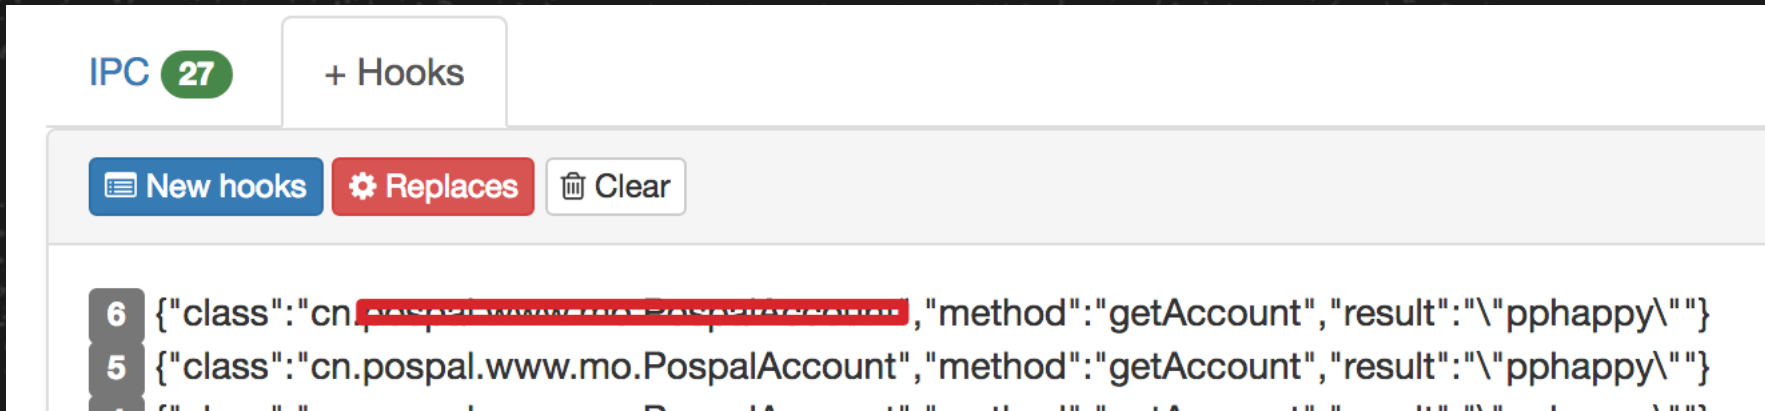 IPC 27
+ Hooks
New hooks Replaces Clear
6 {"class":"cn. ,"method":"getAccount","result":"\"pphappy\""}
5 {"class":"cn.pospal.www.mo.PospalAccount","method":"getAccount","result":"\"pphappy\""}